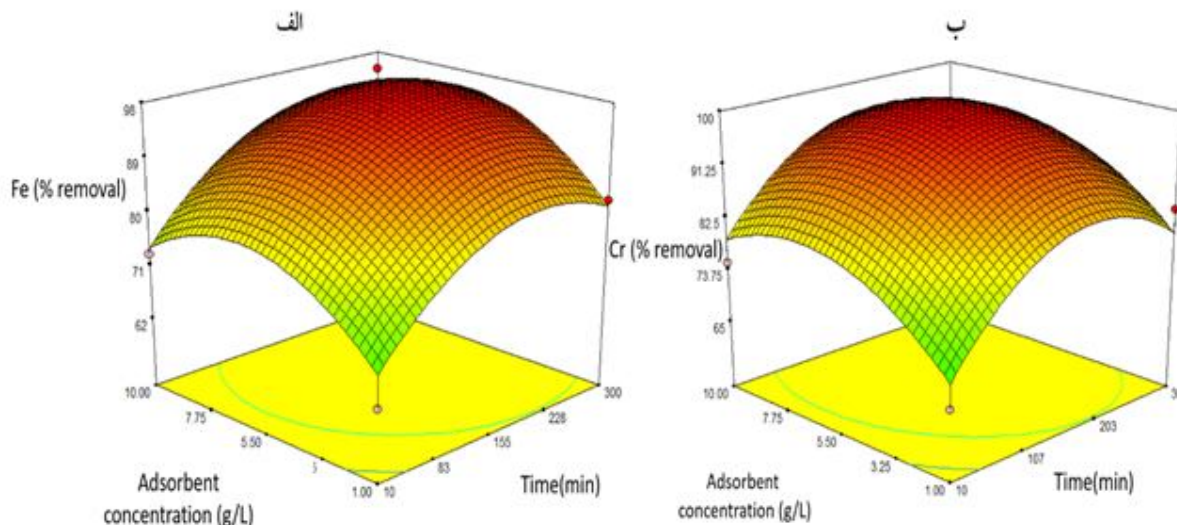 الف
98
89
80
71
62
Fe (% removal)
10.00
7.75
5.50
1.00
10
83
155
228
300
Adsorbent
concentration (g/L)
Time(min)
ب
100
91.25
82.5
73.75
65
Cr (% removal)
10.00
7.75
5.50
3.25
1.00
10
107
203
Adsorbent
concentration (g/L)
Time(min)